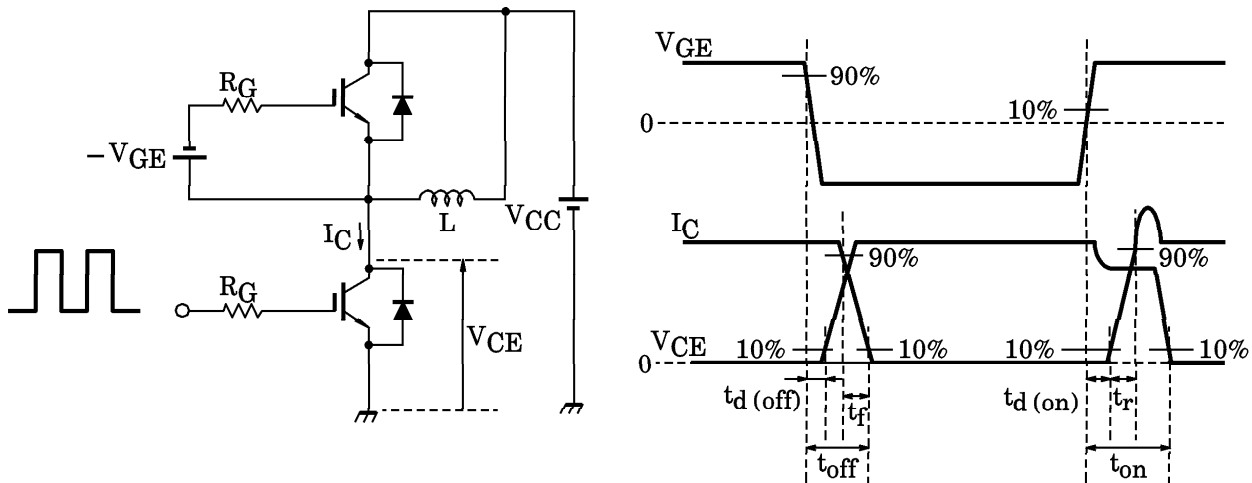 RG
−VGE
L
VCC
IC
RG
VCE
VGE
90%
10%
0
IC
90%
90%
VCE
10%
10%
10%
10%
0
td (off)
tf
td (on)
tr
toff
ton